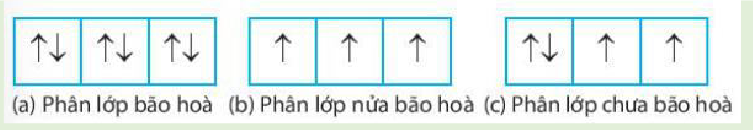 ↑↓ ↑↓ ↑↓ ↑ ↑ ↑ ↑↓ ↑ ↑
(a) Phân lớp bão hoà (b) Phân lớp nửa bão hoà (c) Phân lớp chưa bão hoà